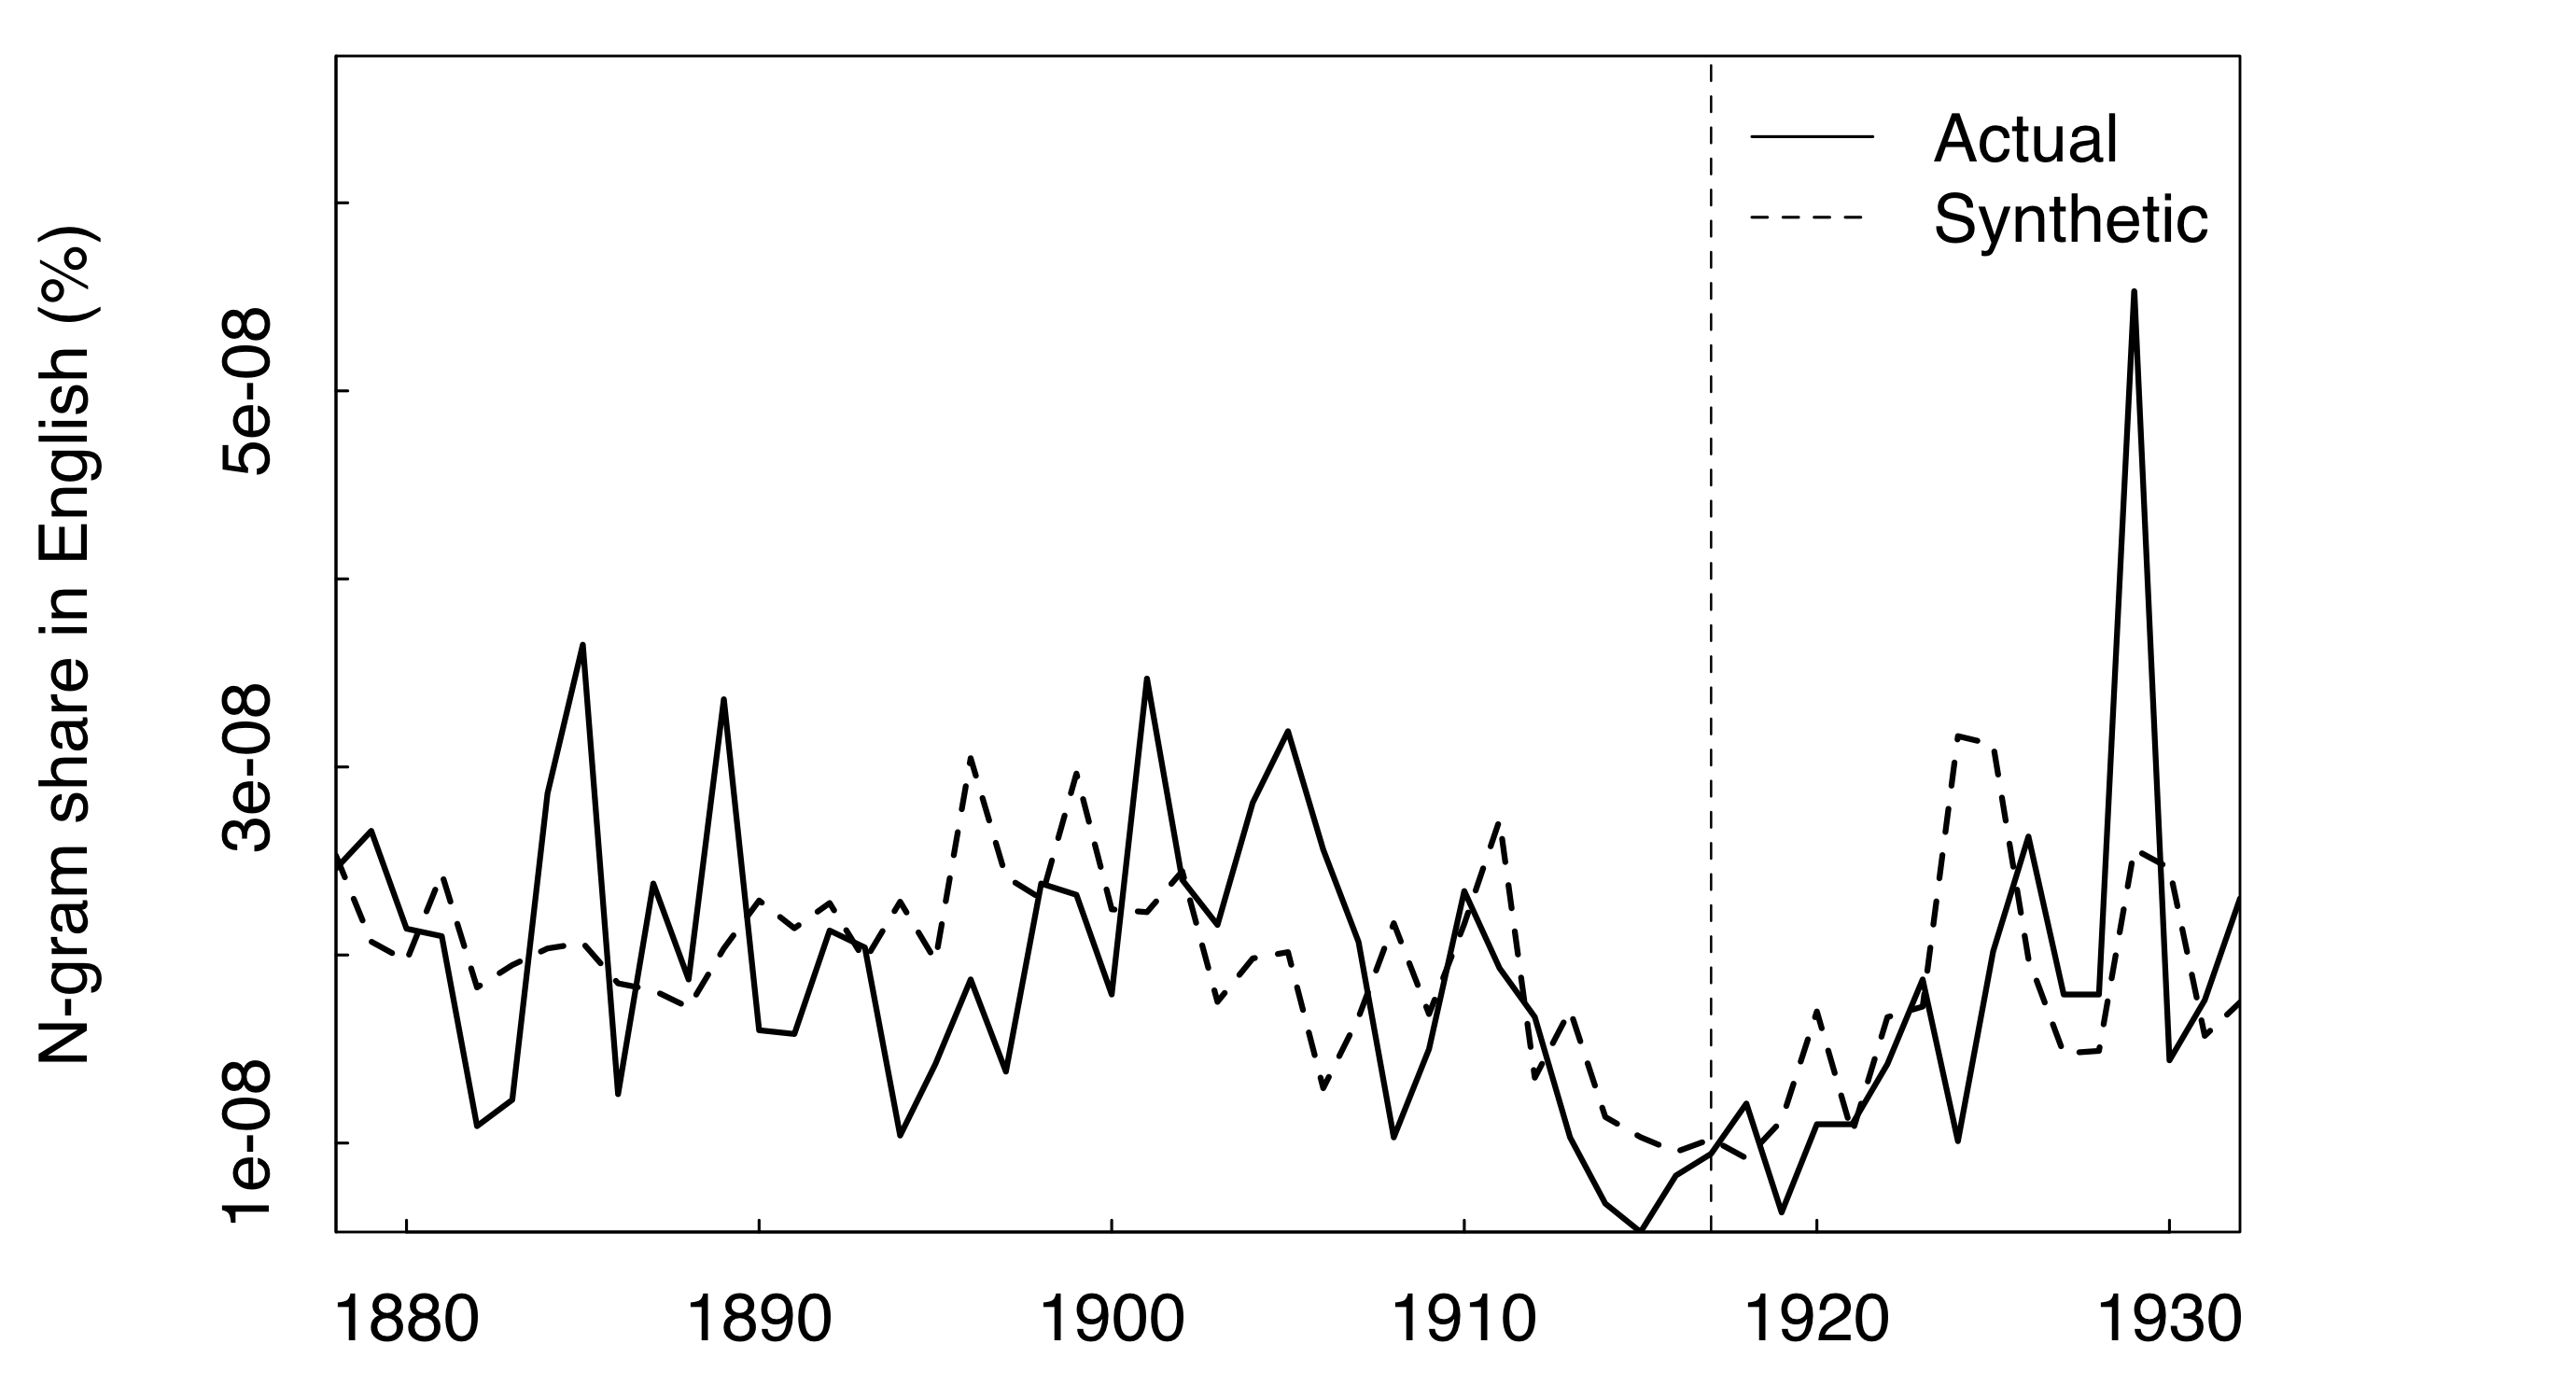 Actual
Synthetic
N-gram share in English (%)
5e-08
3e-08
1e-08
1880 1890 1900 1910 1920 1930